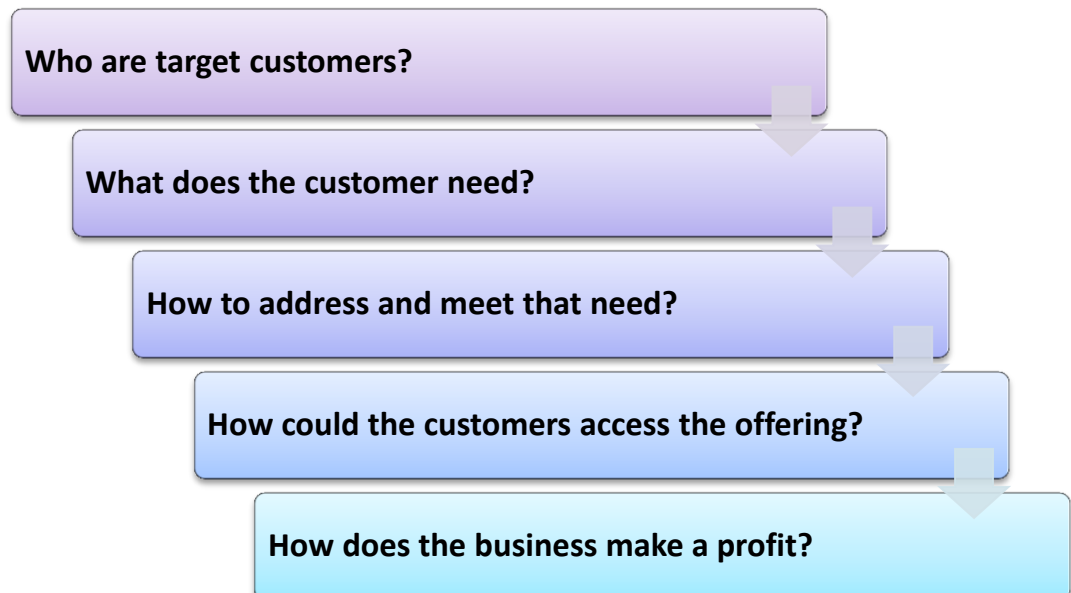 Who are target customers?
What does the customer need?
How to address and meet that need?
How could the customers access the offering?
How does the business make a profit?